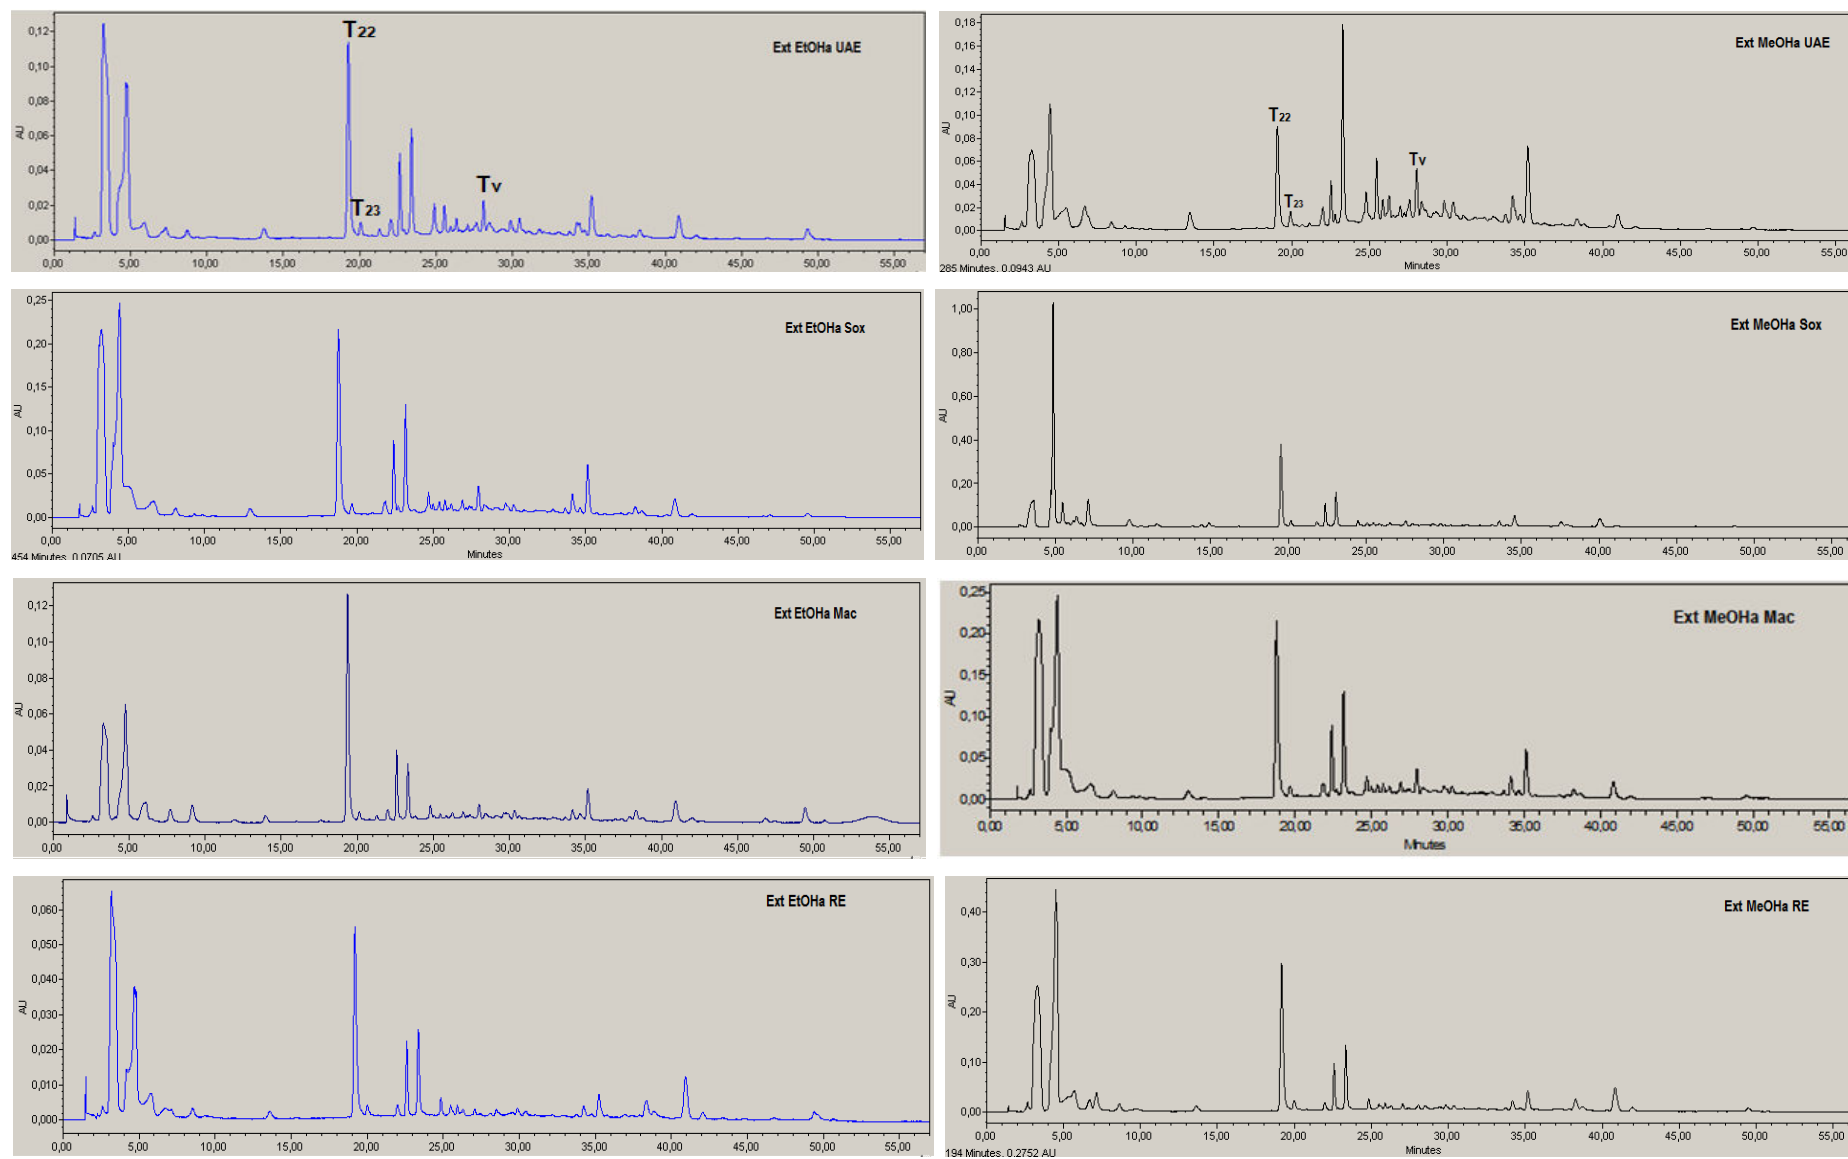 0,12
0,10
0,08
0,06
0,04
0,02
0,00
AU
T22
T23
Tv
Ext EtOHa UAE
0,00 5,00 10,00 15,00 20,00 25,00 30,00 35,00 40,00 45,00 50,00 55,00
0,18
0,16
0,14
0,12
0,10
0,08
0,06
0,04
0,02
0,00
AU
T22
T23
Tv
Ext MeOHa UAE
0,00 5,00 10,00 15,00 20,00 25,00 30,00 35,00 40,00 45,00 50,00 55,00
Minutes
285 Minutes, 0,0943 AU
0,25
0,20
0,15
0,10
0,05
0,00
AU
Ext EtOHa Sox
0,00 5,00 10,00 15,00 20,00 25,00 30,00 35,00 40,00 45,00 50,00 55,00
Minutes
454 Minutes, 0,0705 AU
1,00
0,80
0,60
0,40
0,20
0,00
AU
Ext MeOHa Sox
0,00 5,00 10,00 15,00 20,00 25,00 30,00 35,00 40,00 45,00 50,00 55,00
0,12
0,10
0,08
0,06
0,04
0,02
0,00
AU
Ext EtOHa Mac
0,00 5,00 10,00 15,00 20,00 25,00 30,00 35,00 40,00 45,00 50,00 55,00
0,25
0,20
0,15
0,10
0,05
0,00
AU
Ext MeOHa Mac
0,00 5,00 10,00 15,00 20,00 25,00 30,00 35,00 40,00 45,00 50,00 55,00
Minutes
0,060
0,050
0,040
0,030
0,020
0,010
0,000
AU
Ext EtOHa RE
0,00 5,00 10,00 15,00 20,00 25,00 30,00 35,00 40,00 45,00 50,00 55,00
0,40
0,30
0,20
0,10
0,00
AU
Ext MeOHa RE
0,00 5,00 10,00 15,00 20,00 25,00 30,00 35,00 40,00 45,00 50,00 55,00
Minutes
194 Minutes, 0,2752 AU